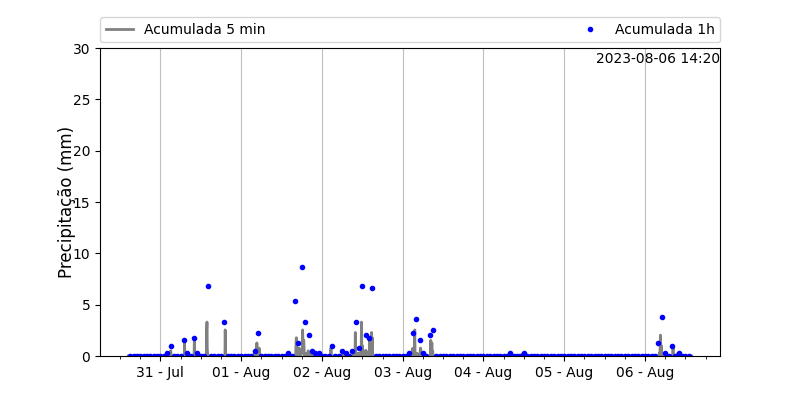 Acumulada 5 min
Acumulada 1h
2023-08-06 14:20
Precipitação (mm)
30
25
20
15
10
5
0
31 - Jul
01 - Aug
02 - Aug
03 - Aug
04 - Aug
05 - Aug
06 - Aug